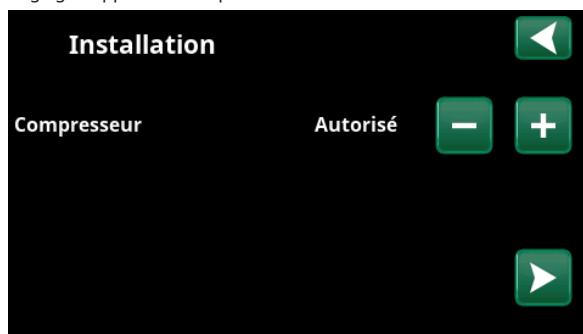 Installation
Compresseur Autorisé − +